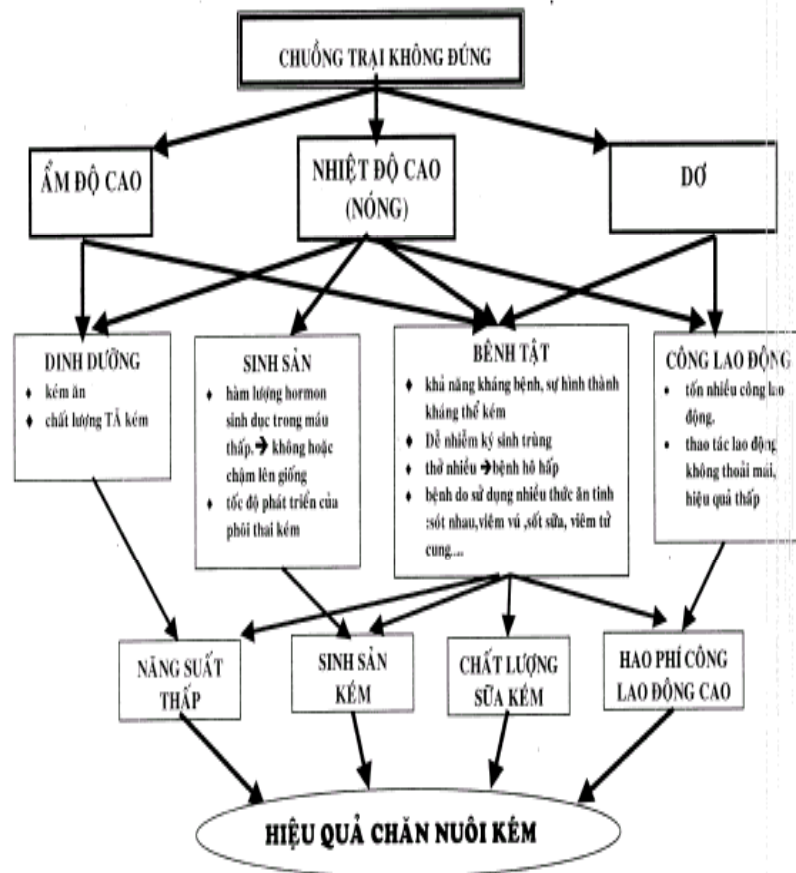 CHUỒNG TRẠI KHÔNG ĐÚNG
ẨM ĐỘ CAO
NHIỆT ĐỘ CAO
(NÓNG)
DƠ
DINH DƯỠNG
♦ kém ăn
♦ chất lượng TĂ kém
SINH SẢN
♦ hàm lượng hormon
sinh dục trong máu
thấp. → không hoặc
chậm lên giống
♦ tốc độ phát triển của
phôi thai kém
BỆNH TẬT
♦ khả năng kháng bệnh, sự hình thành
kháng thể kém
♦ Dễ nhiễm ký sinh trùng
♦ thở nhiều → bệnh hô hấp
♦ bệnh do sử dụng nhiều thức ăn tinh
:sót nhau,viêm vú ,sốt sữa, viêm tử
cung....
CÔNG LAO ĐỘNG
• tốn nhiều công lao
động,
• thao tác lao động
không thoải mái,
hiệu quả thấp
NĂNG SUẤT
THẤP
SINH SẢN
KÉM
CHẤT LƯỢNG
SỮA KÉM
HAO PHÍ CÔNG
LAO ĐỘNG CAO
HIỆU QUẢ CHĂN NUÔI KÉM